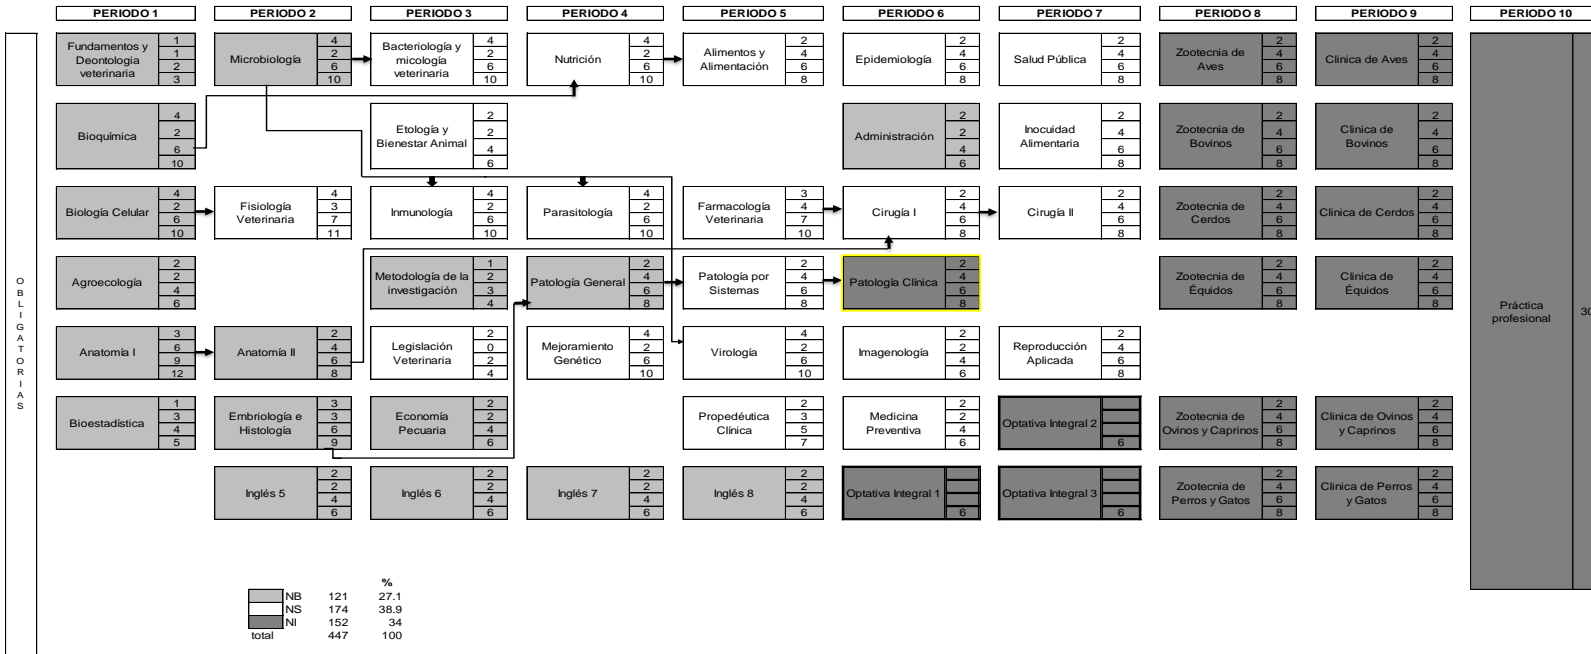 PERIODO 1 PERIODO 2 PERIODO 3 PERIODO 4 PERIODO 5 PERIODO 6 PERIODO 7 PERIODO 8 PERIODO 9 PERIODO 10
OBLIGATORIAS
Fundamentos y
Deontologia
veterinaria
1
1
2
3
Microbiología
4
2
6
10
Bacteriología y
micología
veterinaria
4
2
6
10
Nutrición
4
2
6
10
Alimentos y
Alimentación
2
4
6
8
Epidemiología
2
4
6
8
Salud Pública
2
4
6
8
Zootecnia de
Aves
2
4
6
8
Clinica de Aves
2
4
6
8
Bioquímica
4
2
6
10
Etología y
Bienestar Animal
2
2
4
6
Administración
2
2
4
6
Inocuidad
Alimentaria
2
4
6
8
Zootecnia de
Bovinos
2
4
6
8
Clinica de
Bovinos
2
4
6
8
Biología Celular
4
2
6
10
Fisiología
Veterinaria
4
3
7
11
Inmunología
4
2
6
10
Parasitología
4
2
6
10
Farmacología
Veterinaria
3
4
7
10
Cirugía I
2
4
6
8
Cirugía II
2
4
6
8
Zootecnia de
Cerdos
2
4
6
8
Clinica de Cerdos
2
4
6
8
Agroecología
2
2
4
6
Metodología de la
investigación
1
2
3
4
Patología General
2
4
6
8
Patología por
Sistemas
2
4
6
8
Patología Clínica
2
4
6
8
Zootecnia de
Équidos
2
4
6
8
Clinica de
Équidos
2
4
6
8
Práctica
profesional
30
Anatomía I
3
6
9
12
Anatomía II
2
4
6
8
Legislación
Veterinaria
2
0
2
4
Mejoramiento
Genético
4
2
6
10
Virología
4
2
6
10
Imagenología
2
2
4
6
Reproducción
Aplicada
2
4
6
8
Bioestadística
1
3
4
5
Embriología e
Histología
3
3
6
9
Economía
Pecuaria
2
2
4
6
Propedéutica
Clínica
2
3
5
7
Medicina
Preventiva
2
2
4
6
Optativa Integral 2
6
Zootecnia de
Ovinos y Caprinos
2
4
6
8
Clinica de Ovinos
y Caprinos
2
4
6
8
Inglés 5
2
2
4
6
Inglés 6
2
2
4
6
Inglés 7
2
2
4
6
Inglés 8
2
2
4
6
Optativa Integral 1
6
Optativa Integral 3
6
Zootecnia de
Perros y Gatos
2
4
6
8
Clinica de Perros
y Gatos
2
4
6
8
%
NB 121 27.1
NS 174 38.9
NI 152 34
total 447 100